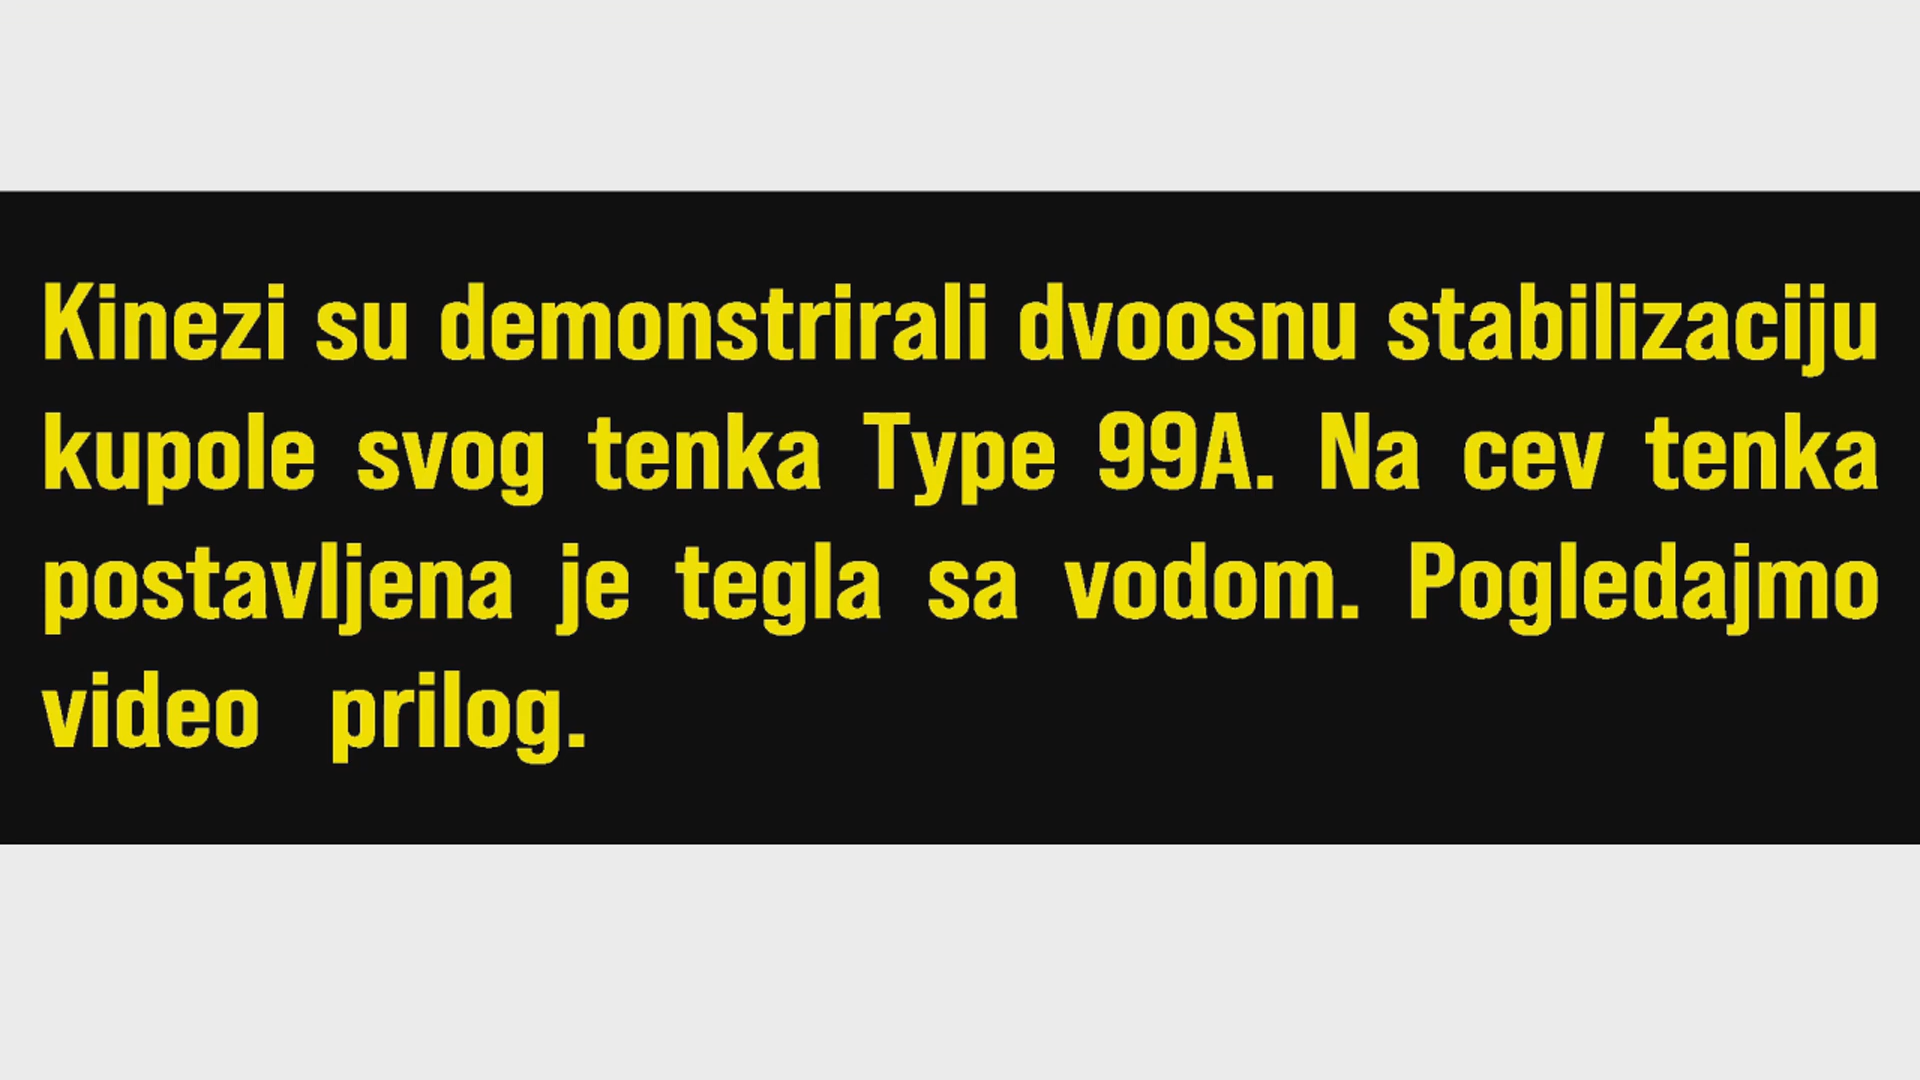 Kinezi su demonstrirali dvoosnu stabilizaciju
kupole svog tenka Type 99A. Na cev tenka
postavljena je tegla sa vodom. Pogledajmo
video prilog.